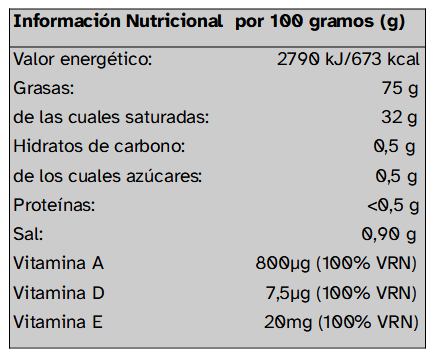 Información Nutricional por 100 gramos (g)
Valor energético: 2790 kJ/673 kcal
Grasas: 75 g
de las cuales saturadas: 32 g
Hidratos de carbono: 0,5 g
de los cuales azúcares: 0,5 g
Proteínas: <0,5 g
Sal: 0,90 g
Vitamina A 800µg (100% VRN)
Vitamina D 7,5µg (100% VRN)
Vitamina E 20mg (100% VRN)